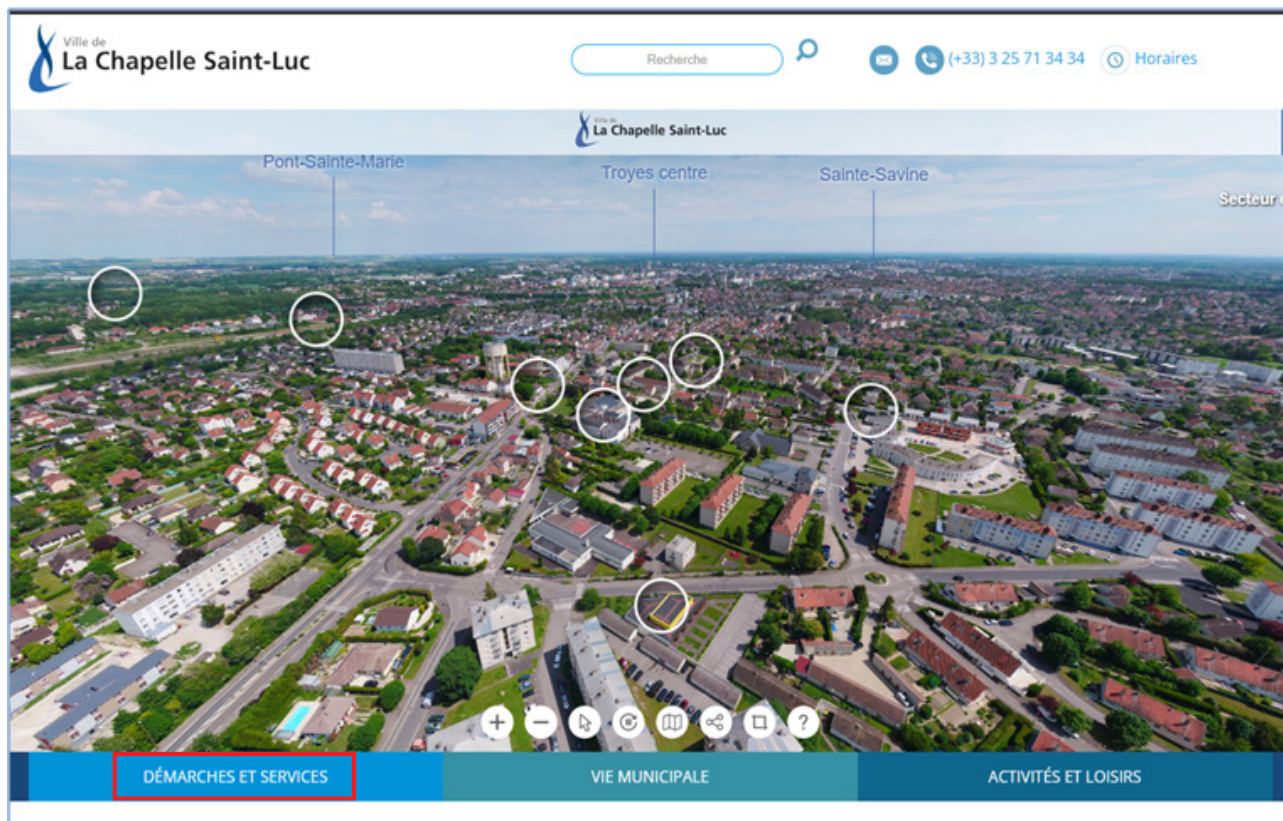 Ville de
La Chapelle Saint-Luc
Recherche
(+33) 3 25 71 34 34
Horaires
Ville de
La Chapelle Saint-Luc
Pont-Sainte-Marie
Troyes centre
Sainte-Savine
Secteur
+
−
?
DÉMARCHES ET SERVICES
VIE MUNICIPALE
ACTIVITÉS ET LOISIRS